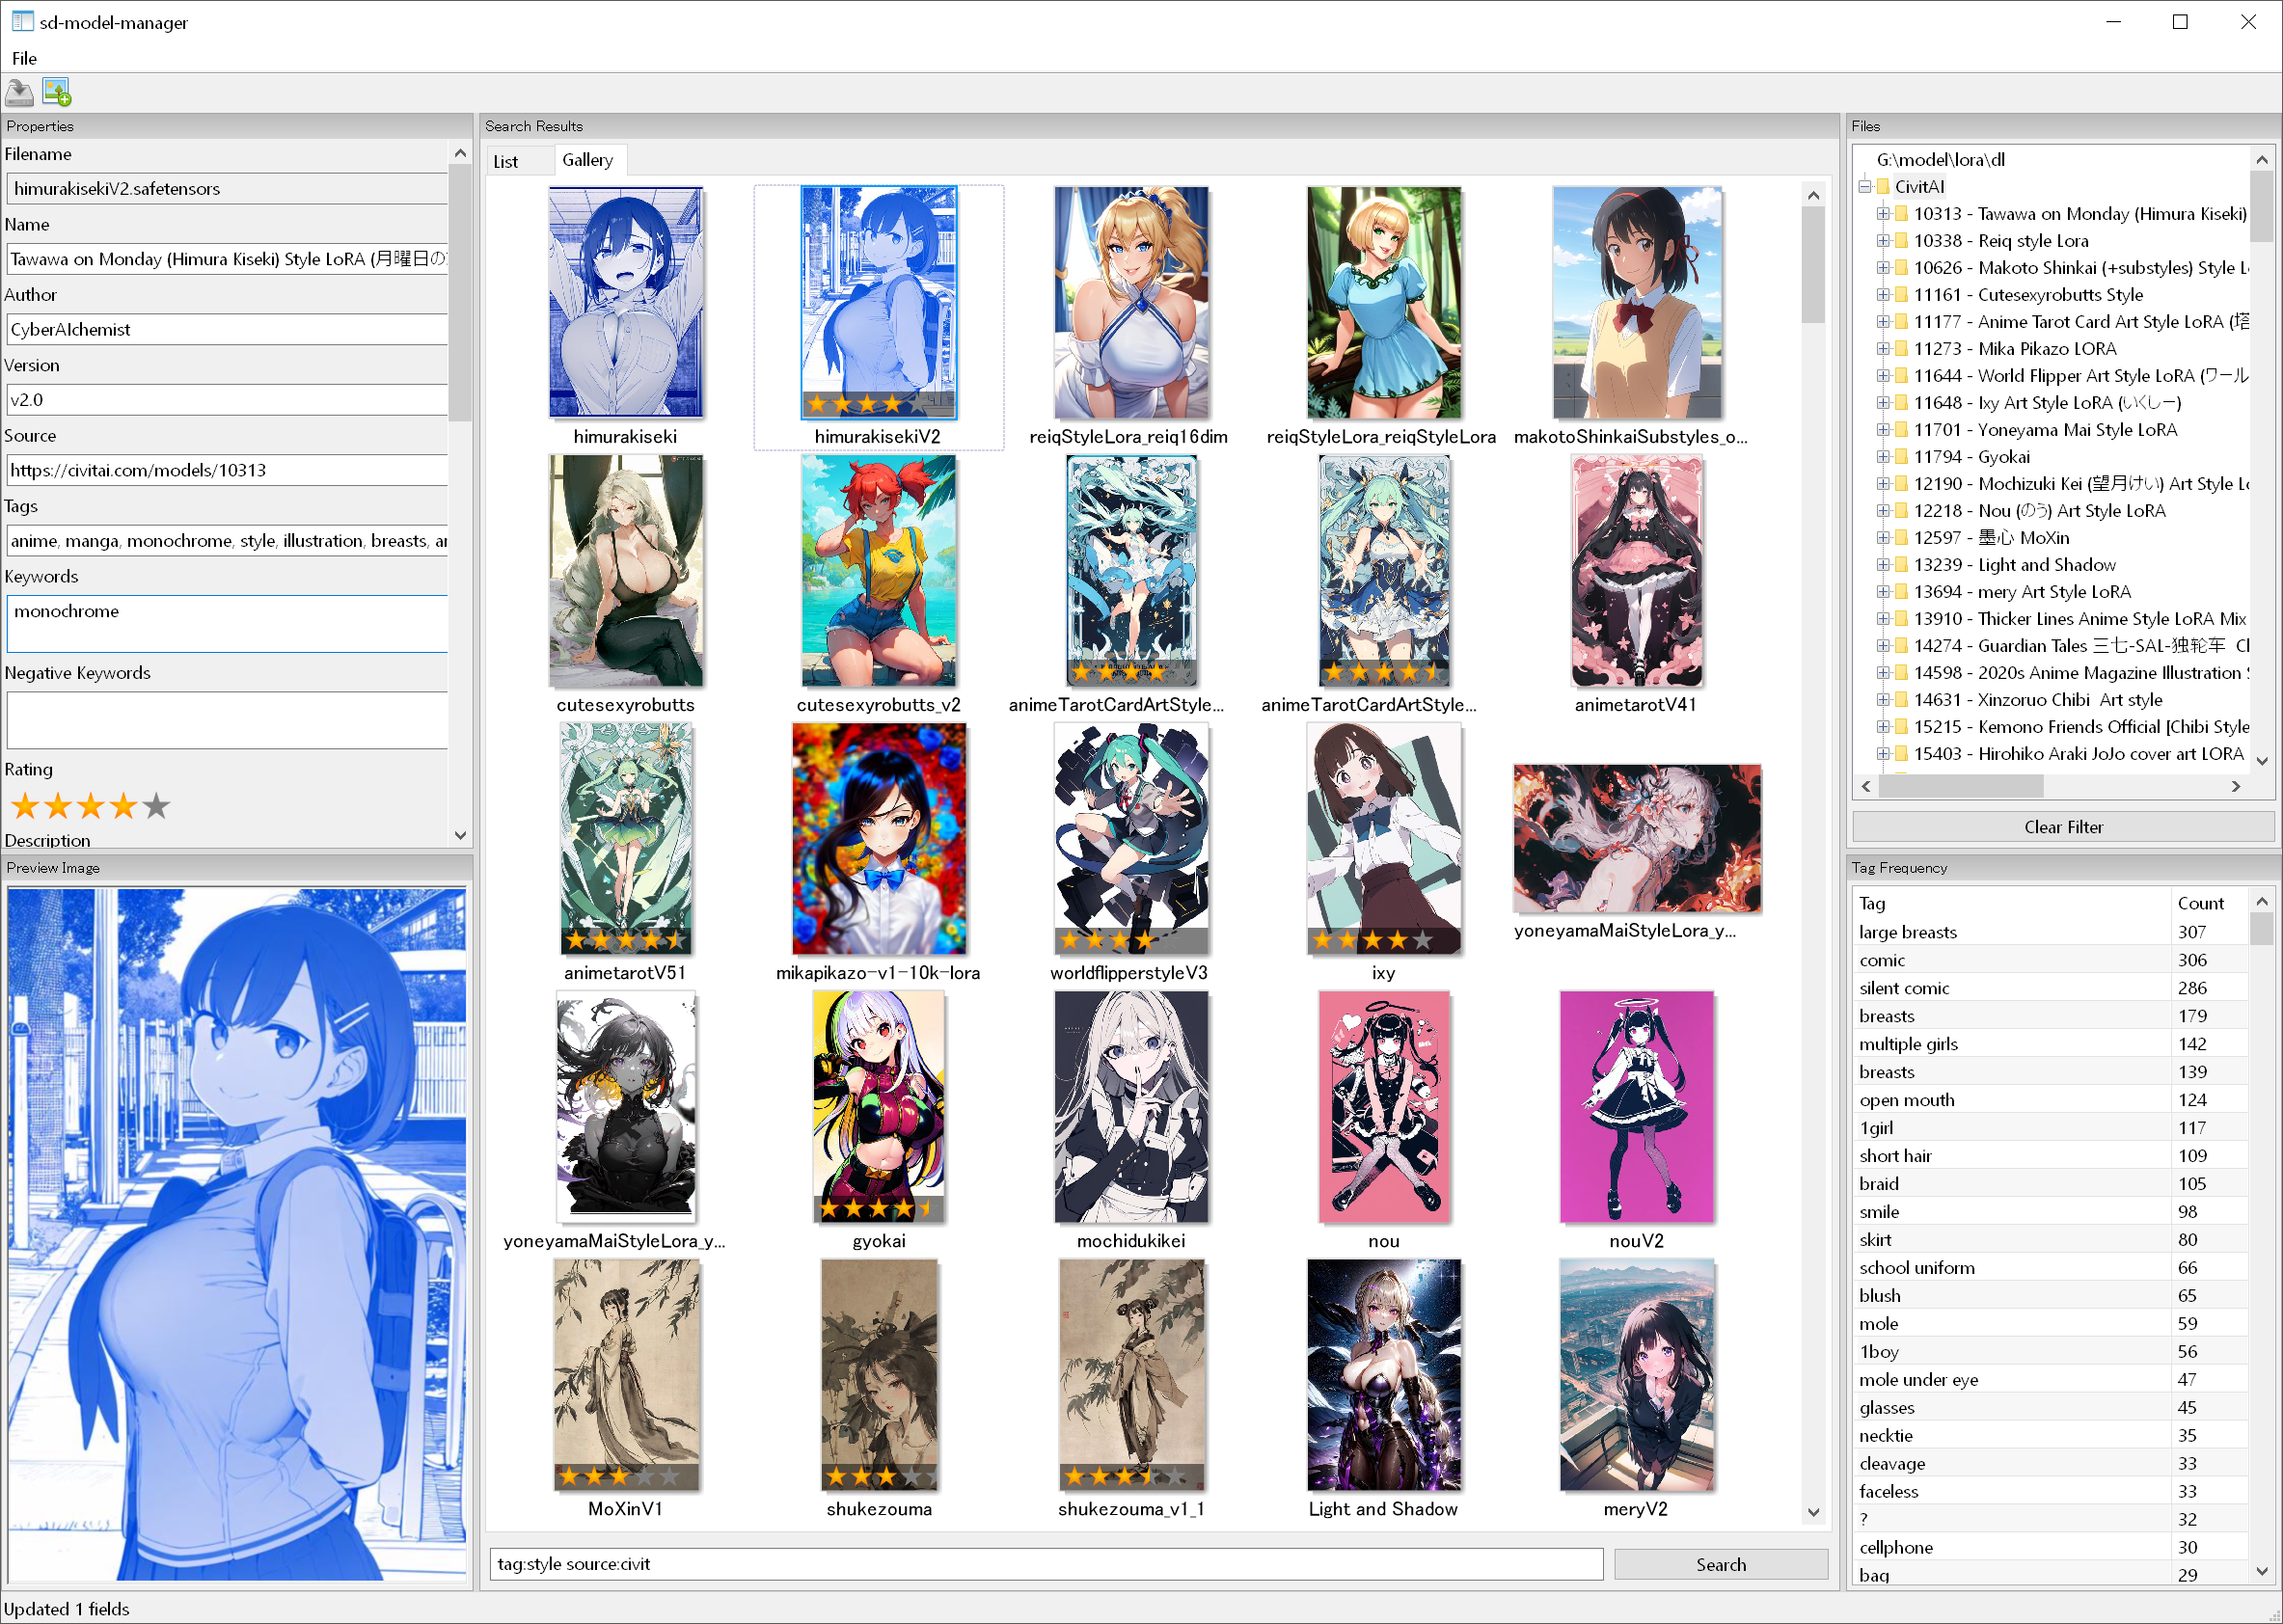 sd-model-manager
File
Properties
Filename
himurakisekiV2.safetensors
Name
Tawawa on Monday (Himura Kiseki) Style LoRA (月曜日の
Author
CyberAlchemist
Version
v2.0
Source
https://civitai.com/models/10313
Tags
anime, manga, monochrome, style, illustration, breasts, ar
Keywords
monochrome
Negative Keywords
Rating
Description
Preview Image
Search Results
List Gallery
himurakiseki himurakisekiV2 reiqStyleLora_reiq16dim reiqStyleLora_reiqStyleLora makotoShinkaiSubstyles_o...
cutesexyrobutts cutesexyrobutts_v2 animeTarotCardArtStyle... animeTarotCardArtStyle... animetarotV41
animetarotV51 mikapikazo-v1-10k-lora worldflipperstyleV3 ixy yoneyamaMaiStyleLora_y...
yoneyamaMaiStyleLora_y... gyokai mochidukikei nou nouV2
MoXinV1 shukezouma shukezouma_v1_1 Light and Shadow meryV2
tag:style source:civit
Search
Files
G:\model\lora\dl
CivitAI
10313 - Tawawa on Monday (Himura Kiseki)
10338 - Reiq style Lora
10626 - Makoto Shinkai (+substyles) Style L
11161 - Cutesexyrobutts Style
11177 - Anime Tarot Card Art Style LoRA (塔
11273 - Mika Pikazo LORA
11644 - World Flipper Art Style LoRA (ワール
11648 - Ixy Art Style LoRA (いくしー)
11701 - Yoneyama Mai Style LoRA
11794 - Gyokai
12190 - Mochizuki Kei (望月けい) Art Style Lo
12218 - Nou (のう) Art Style LoRA
12597 - 墨心 MoXin
13239 - Light and Shadow
13694 - mery Art Style LoRA
13910 - Thicker Lines Anime Style LoRA Mix
14274 - Guardian Tales 三七-SAL-独轮车 Cl
14598 - 2020s Anime Magazine Illustration S
14631 - Xinzoruo Chibi Art style
15215 - Kemono Friends Official [Chibi Style
15403 - Hirohiko Araki JoJo cover art LORA
Clear Filter
Tag Frequency
Tag Count
large breasts 307
comic 306
silent comic 286
breasts 179
multiple girls 142
breasts 139
open mouth 124
1girl 117
short hair 109
braid 105
smile 98
skirt 80
school uniform 66
blush 65
mole 59
1boy 56
mole under eye 47
glasses 45
necktie 35
cleavage 33
faceless 33
? 32
cellphone 30
bag 29
Updated 1 fields